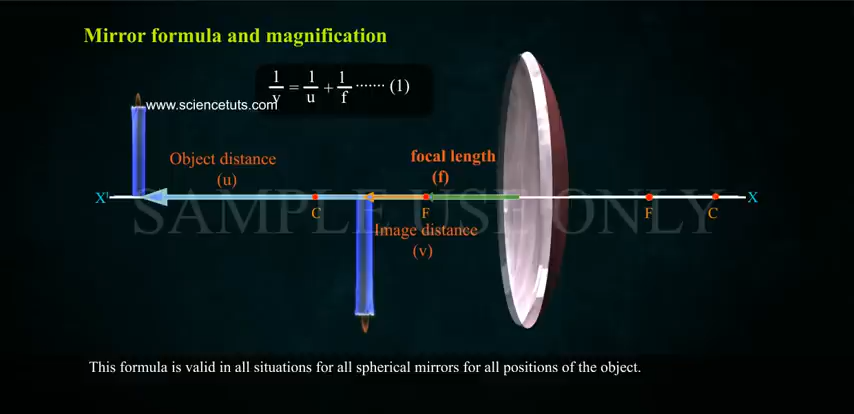 Mirror formula and magnification
1/v = 1/u + 1/f ······· (1)
www.sciencetuts.com
Object distance
(u)
focal length
(f)
X'
X
C
F
F
C
SAMPLE USE ONLY
Image distance
(v)
This formula is valid in all situations for all spherical mirrors for all positions of the object.